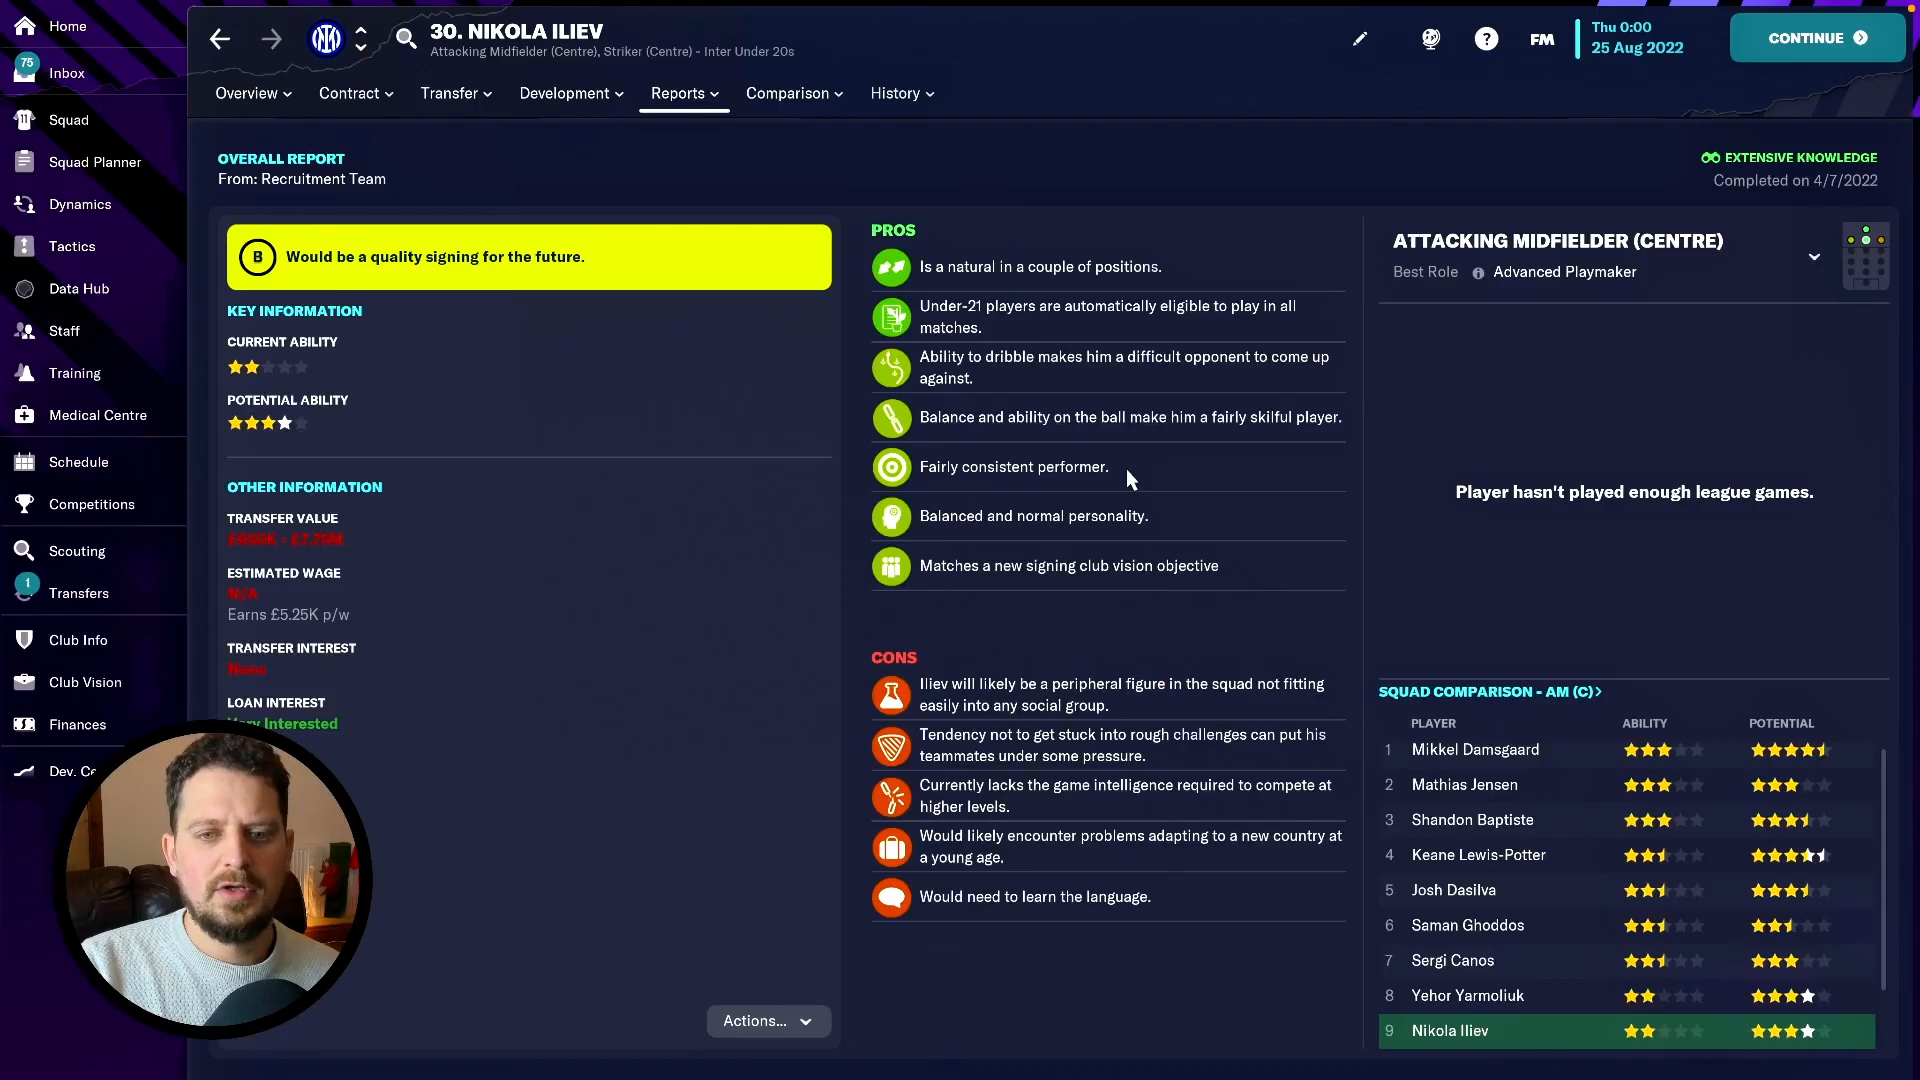 Home
75
Inbox
11
Squad
Squad Planner
Dynamics
Tactics
Data Hub
Staff
Training
Medical Centre
Schedule
Competitions
Scouting
1
Transfers
Club Info
Club Vision
Finances
Dev. Ce
30. NIKOLA ILIEV
Attacking Midfielder (Centre), Striker (Centre) - Inter Under 20s
?
FM
Thu 0:00
25 Aug 2022
CONTINUE
Overview
Contract
Transfer
Development
Reports
Comparison
History
OVERALL REPORT
From: Recruitment Team
EXTENSIVE KNOWLEDGE
Completed on 4/7/2022
B Would be a quality signing for the future.
KEY INFORMATION
CURRENT ABILITY
POTENTIAL ABILITY
OTHER INFORMATION
TRANSFER VALUE
ESTIMATED WAGE
N/A
Earns £5.25K p/w
TRANSFER INTEREST
None
LOAN INTEREST
Very Interested
Actions...
PROS
Is a natural in a couple of positions.
Under-21 players are automatically eligible to play in all
matches.
Ability to dribble makes him a difficult opponent to come up
against.
Balance and ability on the ball make him a fairly skilful player.
Fairly consistent performer.
Balanced and normal personality.
Matches a new signing club vision objective
CONS
Iliev will likely be a peripheral figure in the squad not fitting
easily into any social group.
Tendency not to get stuck into rough challenges can put his
teammates under some pressure.
Currently lacks the game intelligence required to compete at
higher levels.
Would likely encounter problems adapting to a new country at
a young age.
Would need to learn the language.
ATTACKING MIDFIELDER (CENTRE)
Best Role i Advanced Playmaker
Player hasn't played enough league games.
SQUAD COMPARISON - AM (C)>
PLAYER ABILITY POTENTIAL
1 Mikkel Damsgaard
2 Mathias Jensen
3 Shandon Baptiste
4 Keane Lewis-Potter
5 Josh Dasilva
6 Saman Ghoddos
7 Sergi Canos
8 Yehor Yarmoliuk
9 Nikola Iliev